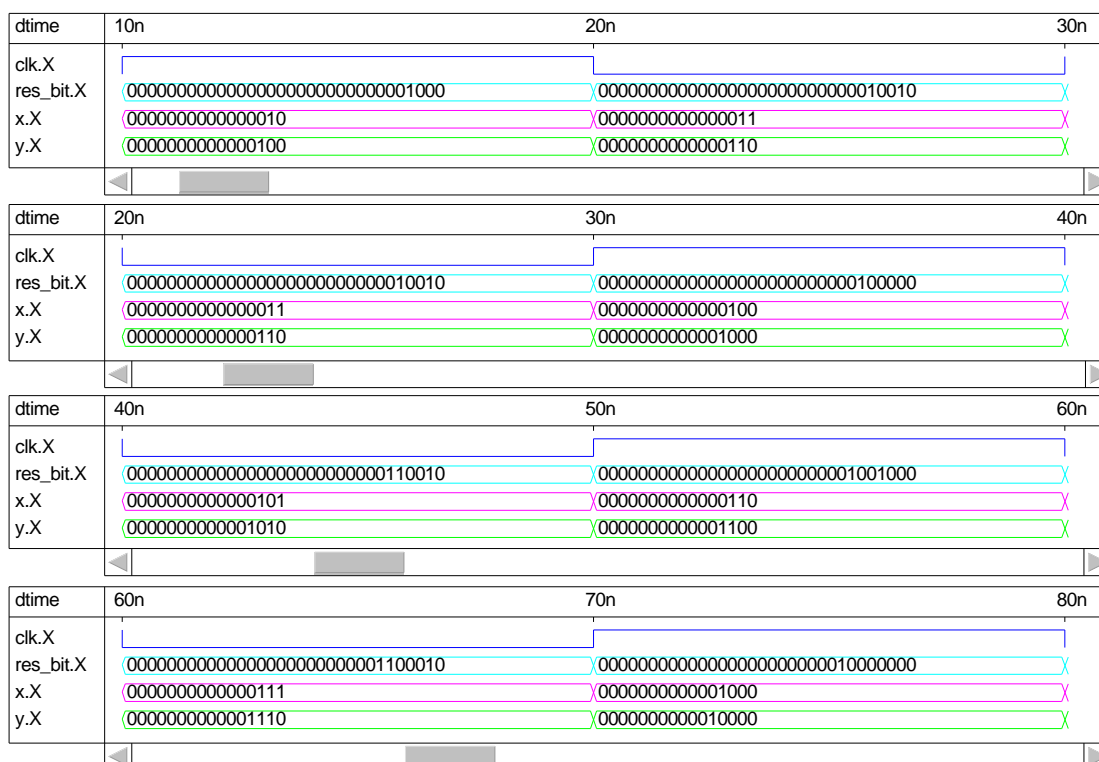 dtime 10n 20n 30n
clk.X
res_bit.X 00000000000000000000000000001000 00000000000000000000000000010010
x.X 0000000000000010 0000000000000011
y.X 0000000000000100 0000000000000110
dtime 20n 30n 40n
clk.X
res_bit.X 00000000000000000000000000010010 00000000000000000000000000100000
x.X 0000000000000011 0000000000000100
y.X 0000000000000110 0000000000001000
dtime 40n 50n 60n
clk.X
res_bit.X 00000000000000000000000000110010 00000000000000000000000001001000
x.X 0000000000000101 0000000000000110
y.X 0000000000001010 0000000000001100
dtime 60n 70n 80n
clk.X
res_bit.X 00000000000000000000000001100010 00000000000000000000000010000000
x.X 0000000000000111 0000000000001000
y.X 0000000000001110 0000000000010000